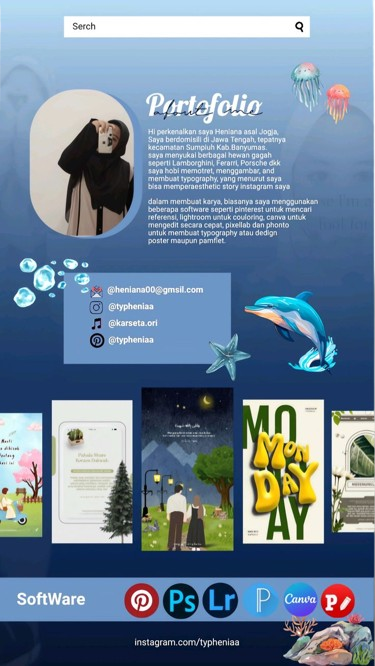 Serch
Portofolio
about me
Hi perkenalkan saya Heniana asal Jogja,
Saya berdomisili di Jawa Tengah, tepatnya
kecamatan Sumpiuh Kab.Banyumas.
saya menyukai berbagai hewan gagah
seperti Lamborghini, Ferarri, Porsche dkk
saya hobi memotret, menggambar, and
membuat typography, yang menurut saya
bisa memperaesthetic story instagram saya
dalam membuat karya, biasanya saya menggunakan
beberapa software seperti pinterest untuk mencari
referensi, lightroom untuk couloring, canva untuk
mengedit secara cepat, pixellab dan phonto
untuk membuat typography atau dedign
poster maupun pamflet.
@heniana00@gmsil.com
@typheniaa
@karseta.ori
@typheniaa
MO
MON
DAY
AY
SoftWare
Ps
Lr
P
Canva
P
instagram.com/typheniaa